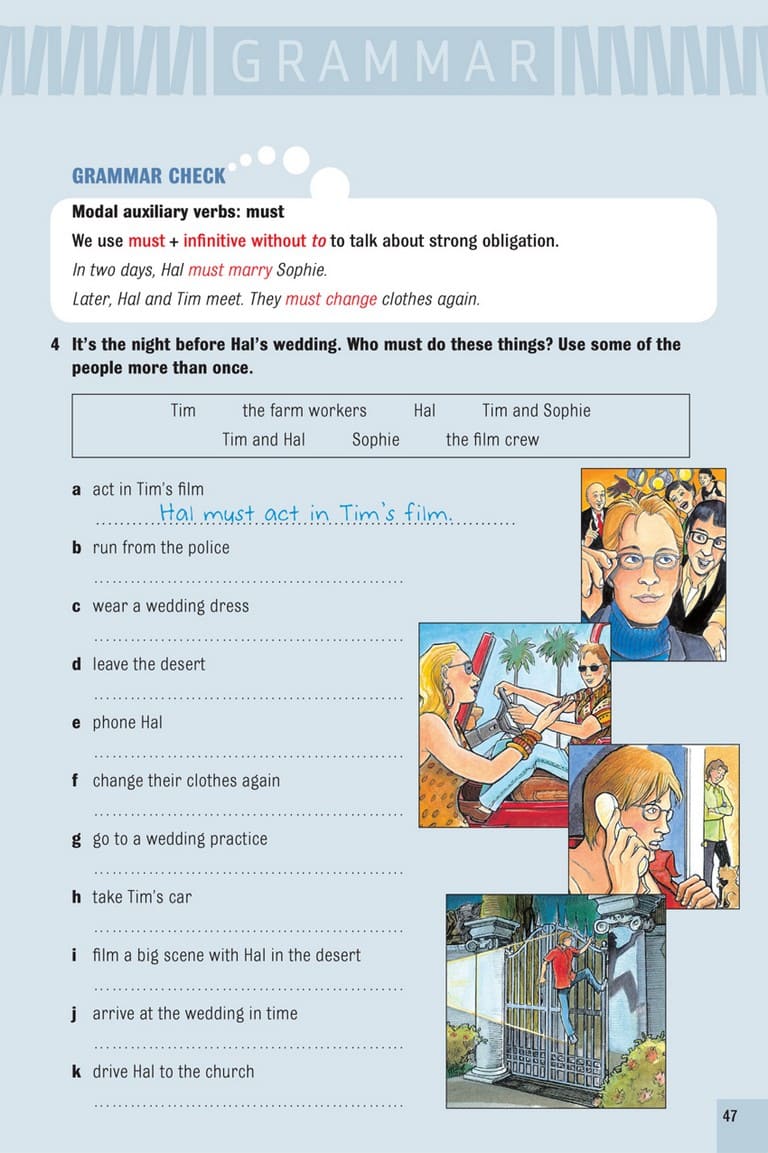 GRAMMAR
GRAMMAR CHECK
Modal auxiliary verbs: must
We use must + infinitive without to to talk about strong obligation.
In two days, Hal must marry Sophie.
Later, Hal and Tim meet. They must change clothes again.
4 It's the night before Hal's wedding. Who must do these things? Use some of the
people more than once.
Tim the farm workers Hal Tim and Sophie
Tim and Hal Sophie the film crew
a act in Tim's film
Hal must act in Tim's film.
b run from the police
c wear a wedding dress
d leave the desert
e phone Hal
f change their clothes again
g go to a wedding practice
h take Tim's car
i film a big scene with Hal in the desert
j arrive at the wedding in time
k drive Hal to the church
47